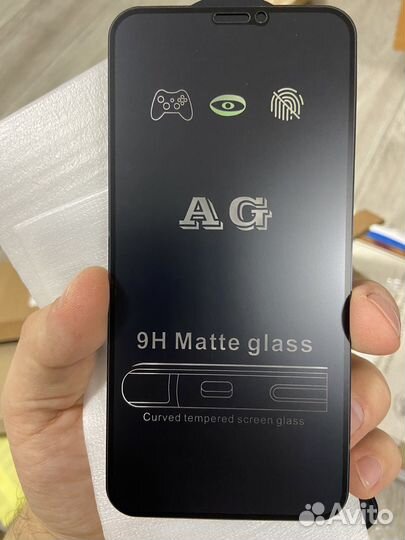 AG
9H Matte glass
Curved tempered screen glass
Avito